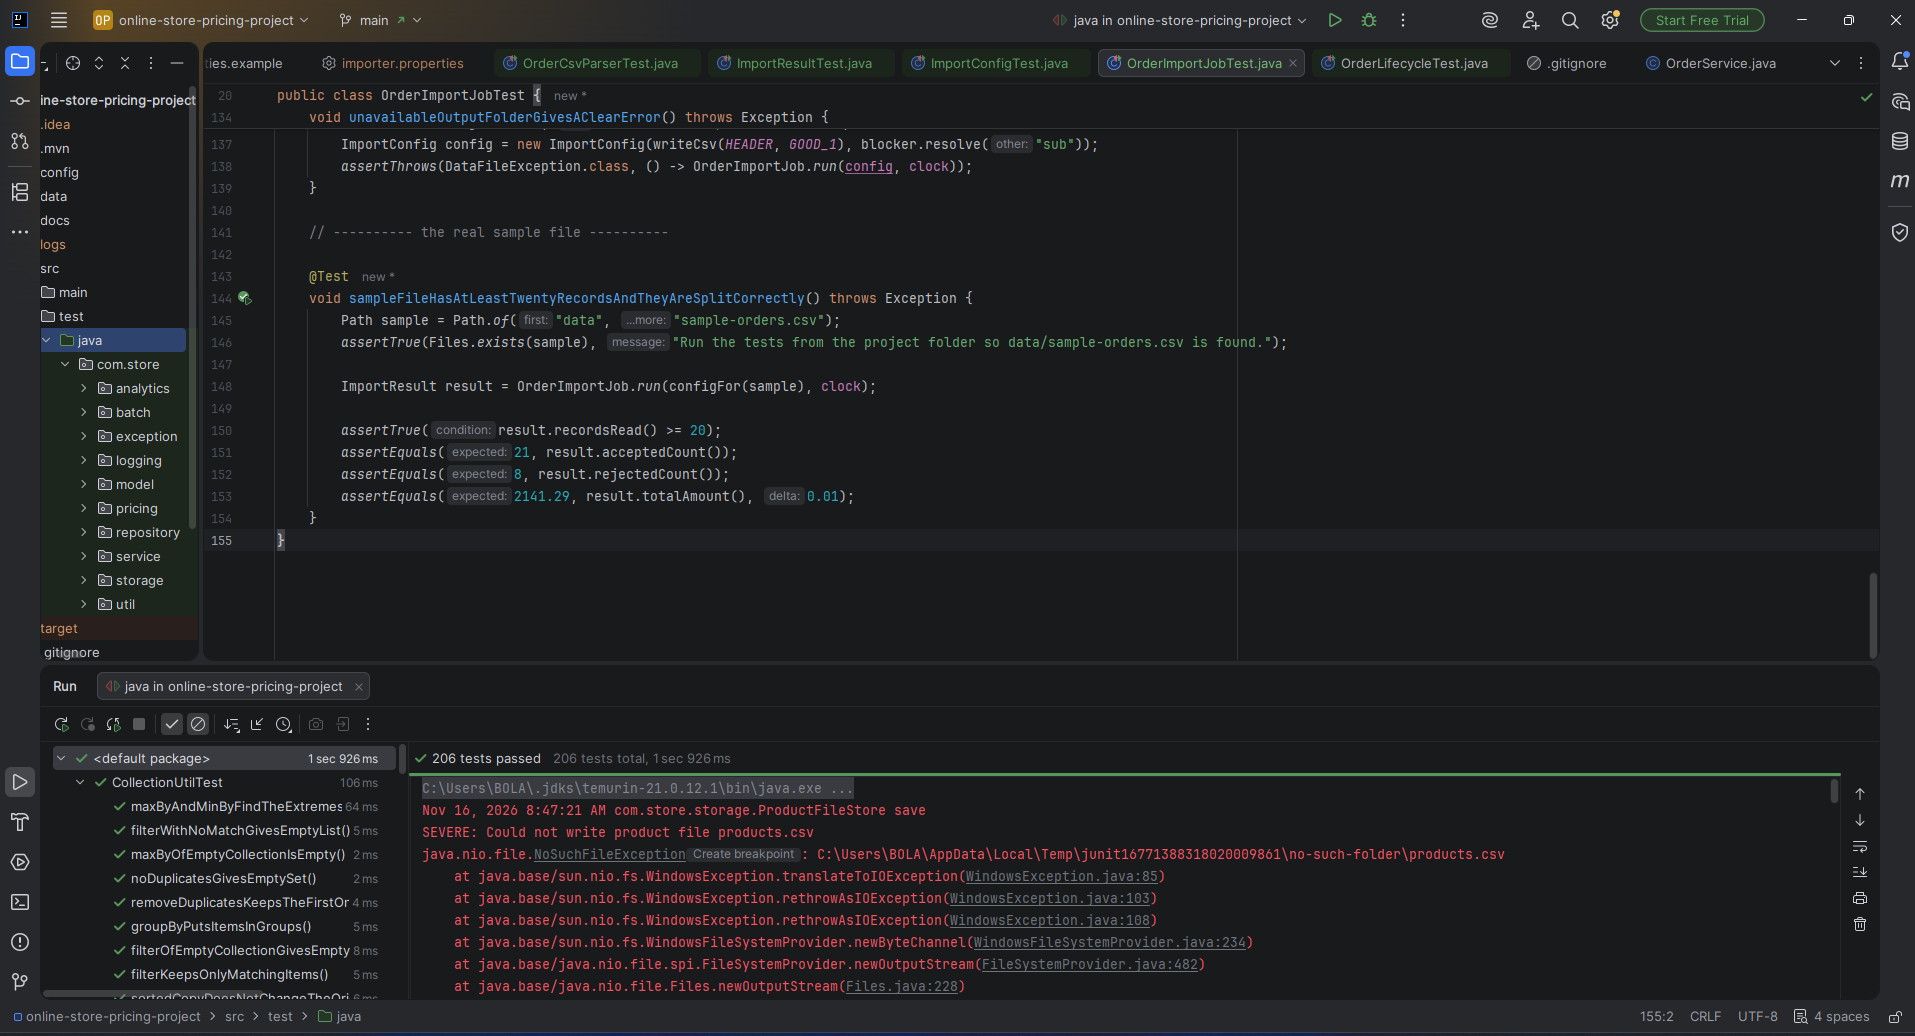 OP online-store-pricing-project
main
java in online-store-pricing-project
Start Free Trial
ies.example
importer.properties
OrderCsvParserTest.java
ImportResultTest.java
ImportConfigTest.java
OrderImportJobTest.java
OrderLifecycleTest.java
.gitignore
OrderService.java
ine-store-pricing-project
.idea
.mvn
config
data
docs
logs
src
main
test
java
com.store
analytics
batch
exception
logging
model
pricing
repository
service
storage
util
target
gitignore
20 public class OrderImportJobTest { new *
134 void unavailableOutputFolderGivesAClearError() throws Exception {
137 ImportConfig config = new ImportConfig(writeCsv(HEADER, GOOD_1), blocker.resolve( other: "sub"));
138 assertThrows(DataFileException.class, () -> OrderImportJob.run(config, clock));
139 }
140
141 // ---------- the real sample file ----------
142
143 @Test new *
144 void sampleFileHasAtLeastTwentyRecordsAndTheyAreSplitCorrectly() throws Exception {
145 Path sample = Path.of( first: "data", ...more: "sample-orders.csv");
146 assertTrue(Files.exists(sample), message: "Run the tests from the project folder so data/sample-orders.csv is found.");
147
148 ImportResult result = OrderImportJob.run(configFor(sample), clock);
149
150 assertTrue( condition: result.recordsRead() >= 20);
151 assertEquals( expected: 21, result.acceptedCount());
152 assertEquals( expected: 8, result.rejectedCount());
153 assertEquals( expected: 2141.29, result.totalAmount(), delta: 0.01);
154 }
155 }
Run
java in online-store-pricing-project
<default package> 1 sec 926 ms
CollectionUtilTest 106 ms
maxByAndMinByFindTheExtremes 64 ms
filterWithNoMatchGivesEmptyList() 5 ms
maxByOfEmptyCollectionIsEmpty() 2 ms
noDuplicatesGivesEmptySet() 2 ms
removeDuplicatesKeepsTheFirstOr 4 ms
groupByPutsItemsInGroups() 5 ms
filterOfEmptyCollectionGivesEmpty 8 ms
filterKeepsOnlyMatchingItems() 5 ms
sortedCopyDoesNotChangeTheOri 6 ms
206 tests passed 206 tests total, 1 sec 926 ms
C:\Users\BOLA\.jdks\temurin-21.0.12.1\bin\java.exe ...
Nov 16, 2026 8:47:21 AM com.store.storage.ProductFileStore save
SEVERE: Could not write product file products.csv
java.nio.file.NoSuchFileException Create breakpoint : C:\Users\BOLA\AppData\Local\Temp\junit16771388318020009861\no-such-folder\products.csv
at java.base/sun.nio.fs.WindowsException.translateToIOException(WindowsException.java:85)
at java.base/sun.nio.fs.WindowsException.rethrowAsIOException(WindowsException.java:103)
at java.base/sun.nio.fs.WindowsException.rethrowAsIOException(WindowsException.java:108)
at java.base/sun.nio.fs.WindowsFileSystemProvider.newByteChannel(WindowsFileSystemProvider.java:234)
at java.base/java.nio.file.spi.FileSystemProvider.newOutputStream(FileSystemProvider.java:482)
at java.base/java.nio.file.Files.newOutputStream(Files.java:228)
online-store-pricing-project > src > test > java
155:2 CRLF UTF-8 4 spaces